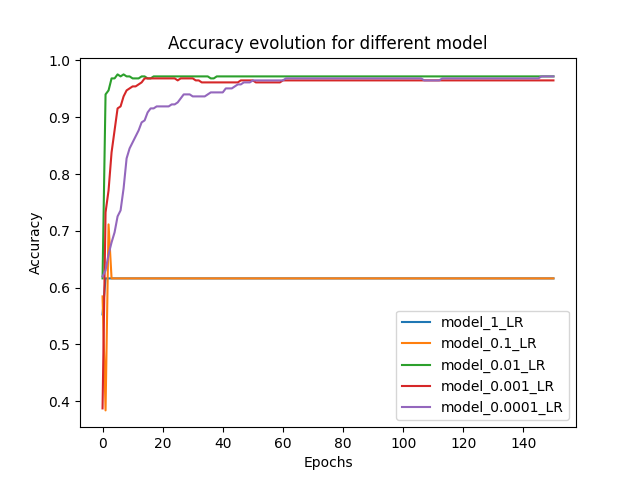 Accuracy evolution for different model
Accuracy
1.0
0.9
0.8
0.7
0.6
0.5
0.4
model_1_LR
model_0.1_LR
model_0.01_LR
model_0.001_LR
model_0.0001_LR
0 20 40 60 80 100 120 140
Epochs